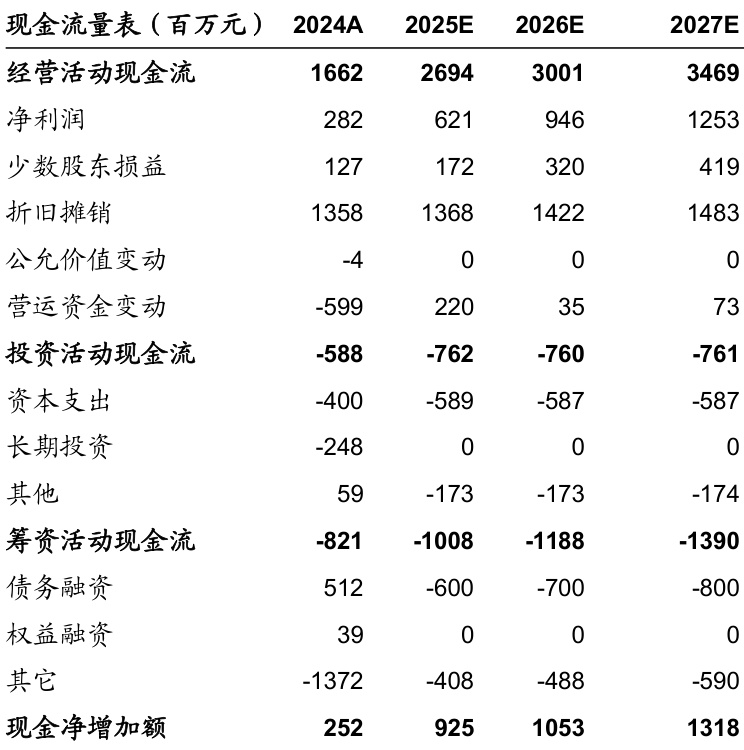 现金流量表（百万元） 2024A 2025E 2026E 2027E
经营活动现金流 1662 2694 3001 3469
净利润 282 621 946 1253
少数股东损益 127 172 320 419
折旧摊销 1358 1368 1422 1483
公允价值变动 -4 0 0 0
营运资金变动 -599 220 35 73
投资活动现金流 -588 -762 -760 -761
资本支出 -400 -589 -587 -587
长期投资 -248 0 0 0
其他 59 -173 -173 -174
筹资活动现金流 -821 -1008 -1188 -1390
债务融资 512 -600 -700 -800
权益融资 39 0 0 0
其它 -1372 -408 -488 -590
现金净增加额 252 925 1053 1318